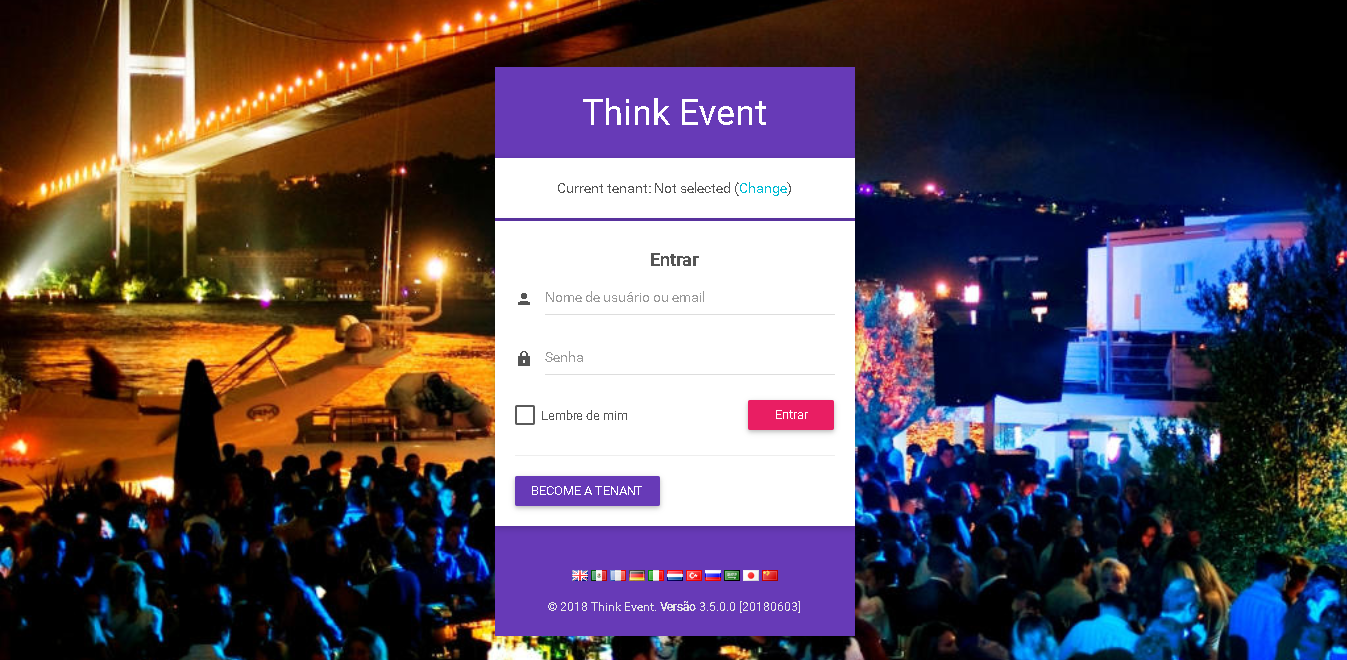 Think Event
Current tenant: Not selected (Change)
Entrar
Nome de usuário ou email
Senha
Lembre de mim
Entrar
BECOME A TENANT
© 2018 Think Event. Versão 3.5.0.0 [20180603]